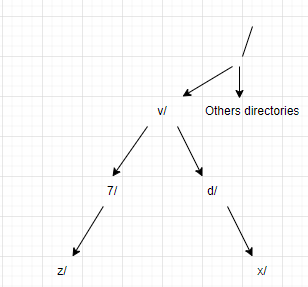 /
v/ Others directories
7/ d/
z/ x/